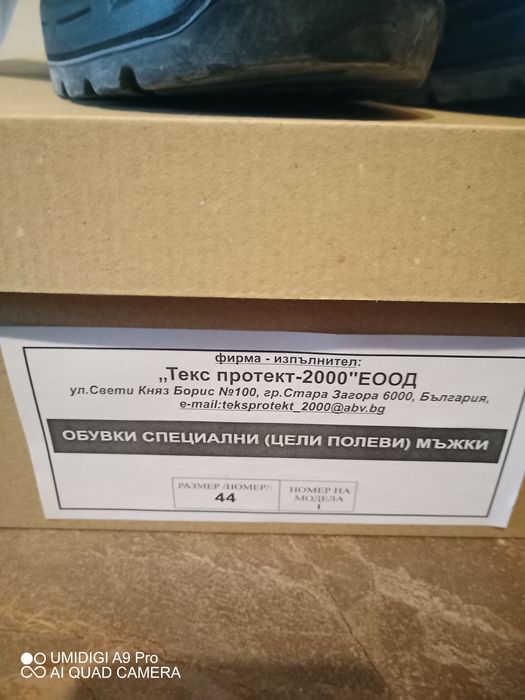 фирма - изпълнител:
„Текс протект-2000"ЕООД
ул.Свети Княз Борис №100, гр.Стара Загора 6000, България,
e-mail:teksprotekt_2000@abv.bg
ОБУВКИ СПЕЦИАЛНИ (ЦЕЛИ ПОЛЕВИ) МЪЖКИ
РАЗМЕР /НОМЕР/:
44
НОМЕР НА
МОДЕЛА
1
UMIDIGI A9 Pro
AI QUAD CAMERA